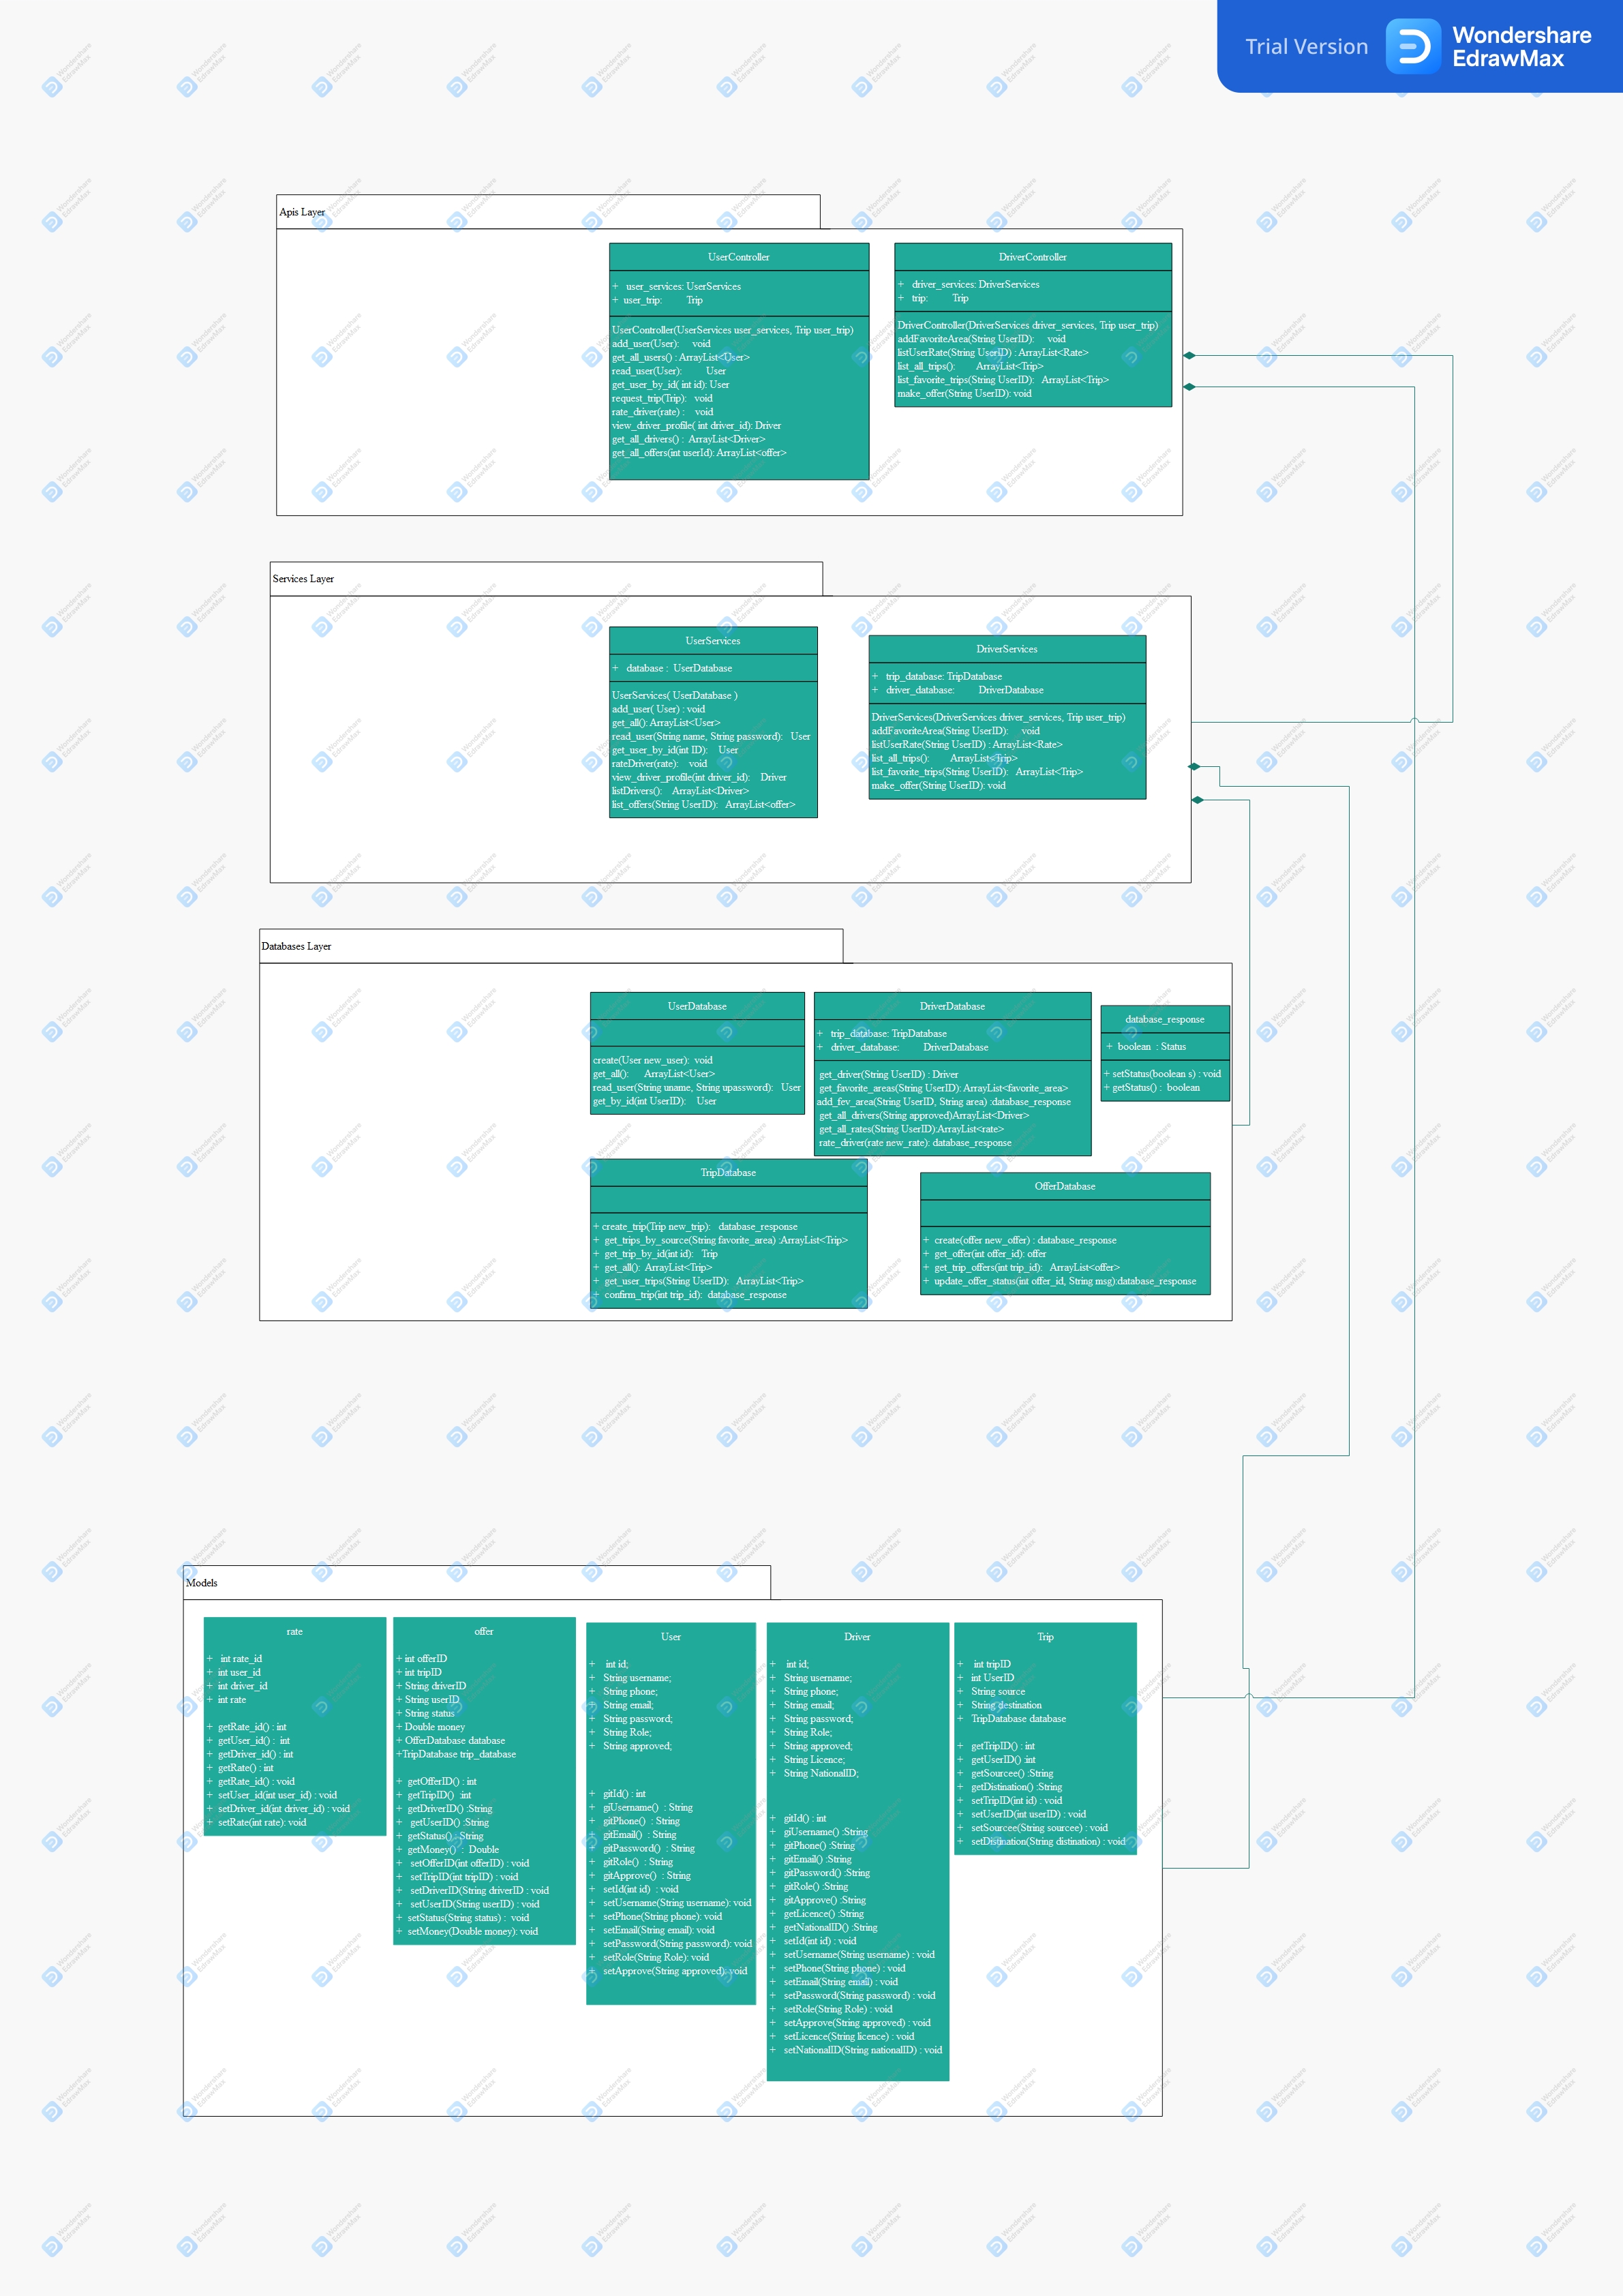 Trial Version
Wondershare
EdrawMax
Apis Layer
UserController
+ user_services: UserServices
+ user_trip: Trip
UserController(UserServices user_services, Trip user_trip)
add_user(User): void
get_all_users() : ArrayList<User>
read_user(User): User
get_user_by_id( int id): User
request_trip(Trip): void
rate_driver(rate) : void
view_driver_profile( int driver_id): Driver
get_all_drivers() : ArrayList<Driver>
get_all_offers(int userId): ArrayList<offer>
DriverController
+ driver_services: DriverServices
+ trip: Trip
DriverController(DriverServices driver_services, Trip user_trip)
addFavoriteArea(String UserID): void
listUserRate(String UserID) : ArrayList<Rate>
list_all_trips(): ArrayList<Trip>
list_favorite_trips(String UserID): ArrayList<Trip>
make_offer(String UserID): void
Services Layer
UserServices
+ database : UserDatabase
UserServices( UserDatabase )
add_user( User) : void
get_all(): ArrayList<User>
read_user(String name, String password): User
get_user_by_id(int ID): User
rateDriver(rate): void
view_driver_profile(int driver_id): Driver
listDrivers(): ArrayList<Driver>
list_offers(String UserID): ArrayList<offer>
DriverServices
+ trip_database: TripDatabase
+ driver_database: DriverDatabase
DriverServices(DriverServices driver_services, Trip user_trip)
addFavoriteArea(String UserID): void
listUserRate(String UserID) : ArrayList<Rate>
list_all_trips(): ArrayList<Trip>
list_favorite_trips(String UserID): ArrayList<Trip>
make_offer(String UserID): void
Databases Layer
UserDatabase
create(User new_user): void
get_all(): ArrayList<User>
read_user(String uname, String upassword): User
get_by_id(int UserID): User
DriverDatabase
+ trip_database: TripDatabase
+ driver_database: DriverDatabase
get_driver(String UserID) : Driver
get_favorite_areas(String UserID): ArrayList<favorite_area>
add_fev_area(String UserID, String area) :database_response
get_all_drivers(String approved)ArrayList<Driver>
get_all_rates(String UserID):ArrayList<rate>
rate_driver(rate new_rate): database_response
database_response
+ boolean : Status
+ setStatus(boolean s) : void
+ getStatus() : boolean
TripDatabase
+ create_trip(Trip new_trip): database_response
+ get_trips_by_source(String favorite_area) :ArrayList<Trip>
+ get_trip_by_id(int id): Trip
+ get_all(): ArrayList<Trip>
+ get_user_trips(String UserID): ArrayList<Trip>
+ confirm_trip(int trip_id): database_response
OfferDatabase
+ create(offer new_offer) : database_response
+ get_offer(int offer_id): offer
+ get_trip_offers(int trip_id): ArrayList<offer>
+ update_offer_status(int offer_id, String msg):database_response
Models
rate
+ int rate_id
+ int user_id
+ int driver_id
+ int rate
+ getRate_id() : int
+ getUser_id() : int
+ getDriver_id() : int
+ getRate() : int
+ getRate_id() : void
+ setUser_id(int user_id) : void
+ setDriver_id(int driver_id) : void
+ setRate(int rate): void
offer
+ int offerID
+ int tripID
+ String driverID
+ String userID
+ String status
+ Double money
+ OfferDatabase database
+TripDatabase trip_database
+ getOfferID() : int
+ getTripID() :int
+ getDriverID() :String
+ getUserID() :String
+ getStatus() : String
+ getMoney() : Double
+ setOfferID(int offerID) : void
+ setTripID(int tripID) : void
+ setDriverID(String driverID : void
+ setUserID(String userID) : void
+ setStatus(String status) : void
+ setMoney(Double money): void
User
+ int id;
+ String username;
+ String phone;
+ String email;
+ String password;
+ String Role;
+ String approved;
+ gitId() : int
+ giUsername() : String
+ gitPhone() : String
+ gitEmail() : String
+ gitPassword() : String
+ gitRole() : String
+ gitApprove() : String
+ setId(int id) : void
+ setUsername(String username): void
+ setPhone(String phone): void
+ setEmail(String email): void
+ setPassword(String password): void
+ setRole(String Role): void
+ setApprove(String approved): void
Driver
+ int id;
+ String username;
+ String phone;
+ String email;
+ String password;
+ String Role;
+ String approved;
+ String Licence;
+ String NationalID;
+ gitId() : int
+ giUsername() :String
+ gitPhone() :String
+ gitEmail() :String
+ gitPassword() :String
+ gitRole() :String
+ gitApprove() :String
+ getLicence() :String
+ getNationalID() :String
+ setId(int id) : void
+ setUsername(String username) : void
+ setPhone(String phone) : void
+ setEmail(String email) : void
+ setPassword(String password) : void
+ setRole(String Role) : void
+ setApprove(String approved) : void
+ setLicence(String licence) : void
+ setNationalID(String nationalID) : void
Trip
+ int tripID
+ int UserID
+ String source
+ String destination
+ TripDatabase database
+ getTripID() : int
+ getUserID() :int
+ getSourcee() :String
+ getDistination() :String
+ setTripID(int id) : void
+ setUserID(int userID) : void
+ setSourcee(String sourcee) : void
+ setDistination(String distination) : void